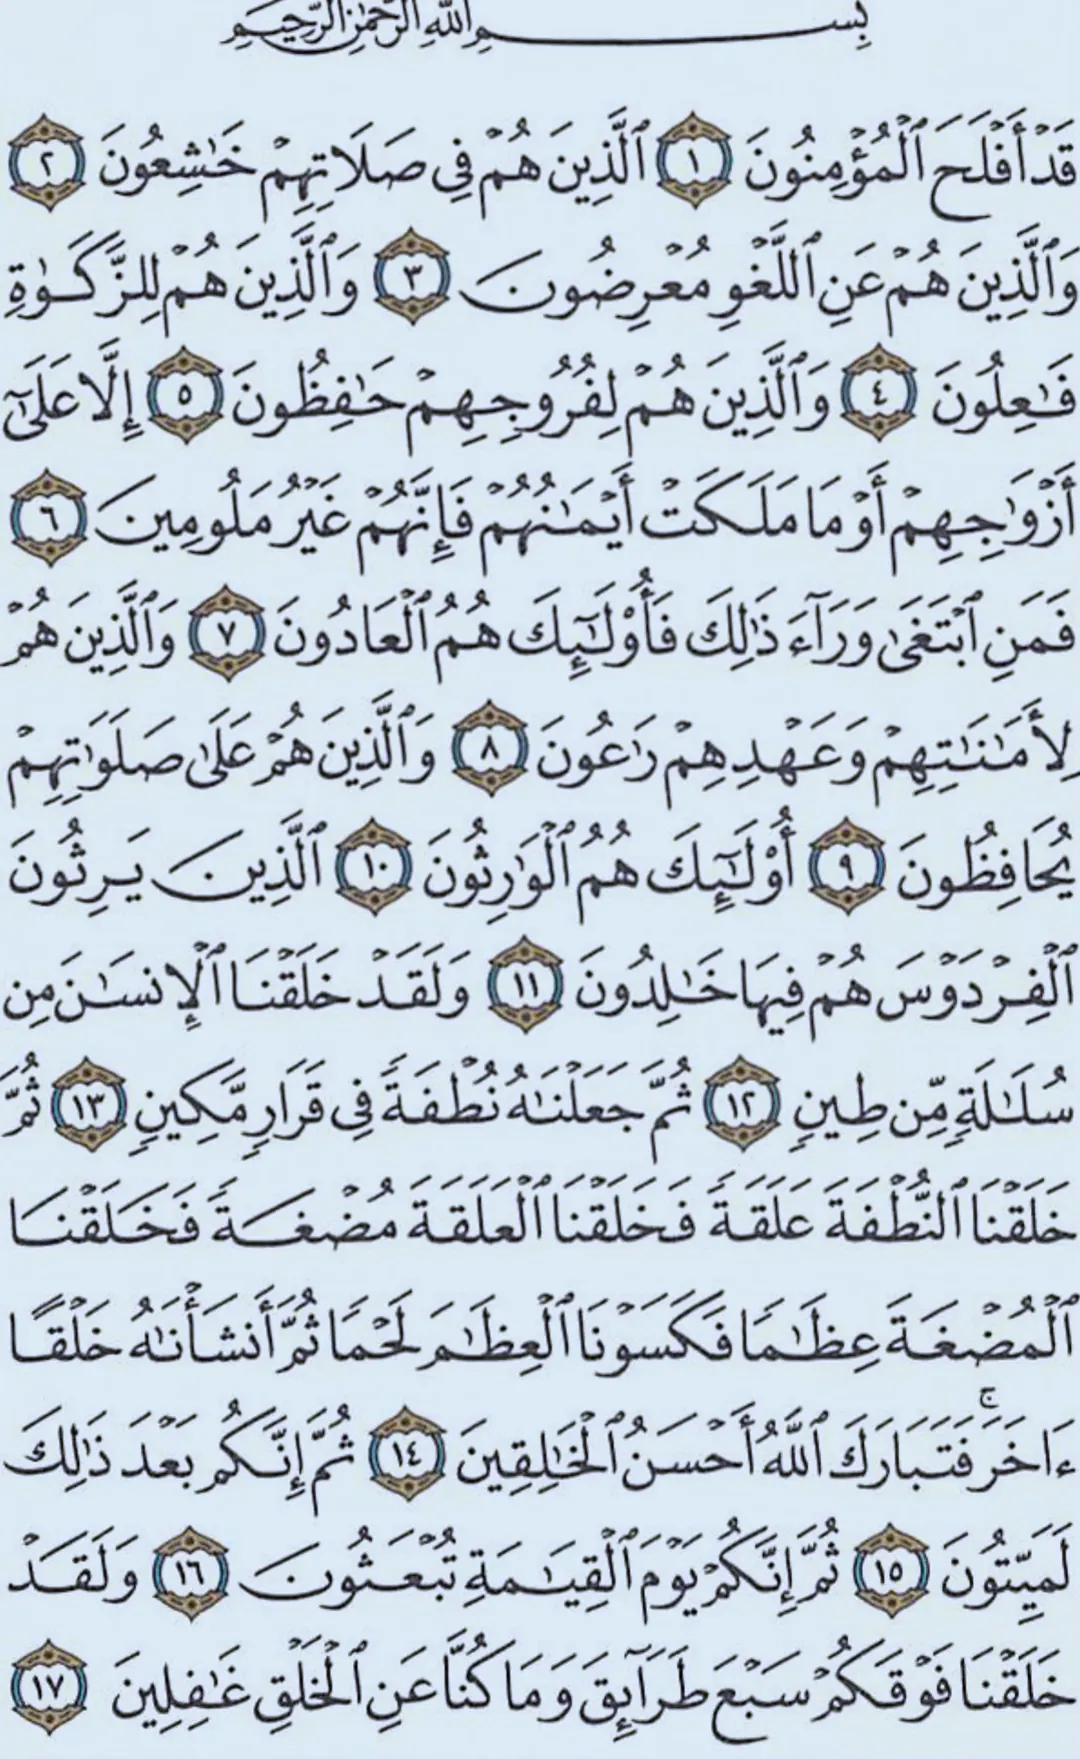 بِسْمِ اللَّهِ الرَّحْمَٰنِ الرَّحِيمِ
قَدْ أَفْلَحَ ٱلْمُؤْمِنُونَ ١ ٱلَّذِينَ هُمْ فِى صَلَاتِهِمْ خَٰشِعُونَ ٢
وَٱلَّذِينَ هُمْ عَنِ ٱللَّغْوِ مُعْرِضُونَ ٣ وَٱلَّذِينَ هُمْ لِلزَّكَوٰةِ
فَٰعِلُونَ ٤ وَٱلَّذِينَ هُمْ لِفُرُوجِهِمْ حَٰفِظُونَ ٥ إِلَّا عَلَىٰٓ
أَزْوَٰجِهِمْ أَوْ مَا مَلَكَتْ أَيْمَٰنُهُمْ فَإِنَّهُمْ غَيْرُ مَلُومِينَ ٦
فَمَنِ ٱبْتَغَىٰ وَرَآءَ ذَٰلِكَ فَأُو۟لَٰٓئِكَ هُمُ ٱلْعَادُونَ ٧ وَٱلَّذِينَ هُمْ
لِأَمَٰنَٰتِهِمْ وَعَهْدِهِمْ رَٰعُونَ ٨ وَٱلَّذِينَ هُمْ عَلَىٰ صَلَوَٰتِهِمْ
يُحَافِظُونَ ٩ أُو۟لَٰٓئِكَ هُمُ ٱلْوَٰرِثُونَ ١٠ ٱلَّذِينَ يَرِثُونَ
ٱلْفِرْدَوْسَ هُمْ فِيهَا خَٰلِدُونَ ١١ وَلَقَدْ خَلَقْنَا ٱلْإِنسَٰنَ مِن
سُلَٰلَةٍ مِّن طِينٍ ١٢ ثُمَّ جَعَلْنَٰهُ نُطْفَةً فِى قَرَارٍ مَّكِينٍ ١٣ ثُمَّ
خَلَقْنَا ٱلنُّطْفَةَ عَلَقَةً فَخَلَقْنَا ٱلْعَلَقَةَ مُضْغَةً فَخَلَقْنَا
ٱلْمُضْغَةَ عِظَٰمًا فَكَسَوْنَا ٱلْعِظَٰمَ لَحْمًا ثُمَّ أَنشَأْنَٰهُ خَلْقًا
ءَاخَرَ ۚ فَتَبَارَكَ ٱللَّهُ أَحْسَنُ ٱلْخَٰلِقِينَ ١٤ ثُمَّ إِنَّكُم بَعْدَ ذَٰلِكَ
لَمَيِّتُونَ ١٥ ثُمَّ إِنَّكُمْ يَوْمَ ٱلْقِيَٰمَةِ تُبْعَثُونَ ١٦ وَلَقَدْ
خَلَقْنَا فَوْقَكُمْ سَبْعَ طَرَآئِقَ وَمَا كُنَّا عَنِ ٱلْخَلْقِ غَٰفِلِينَ ١٧